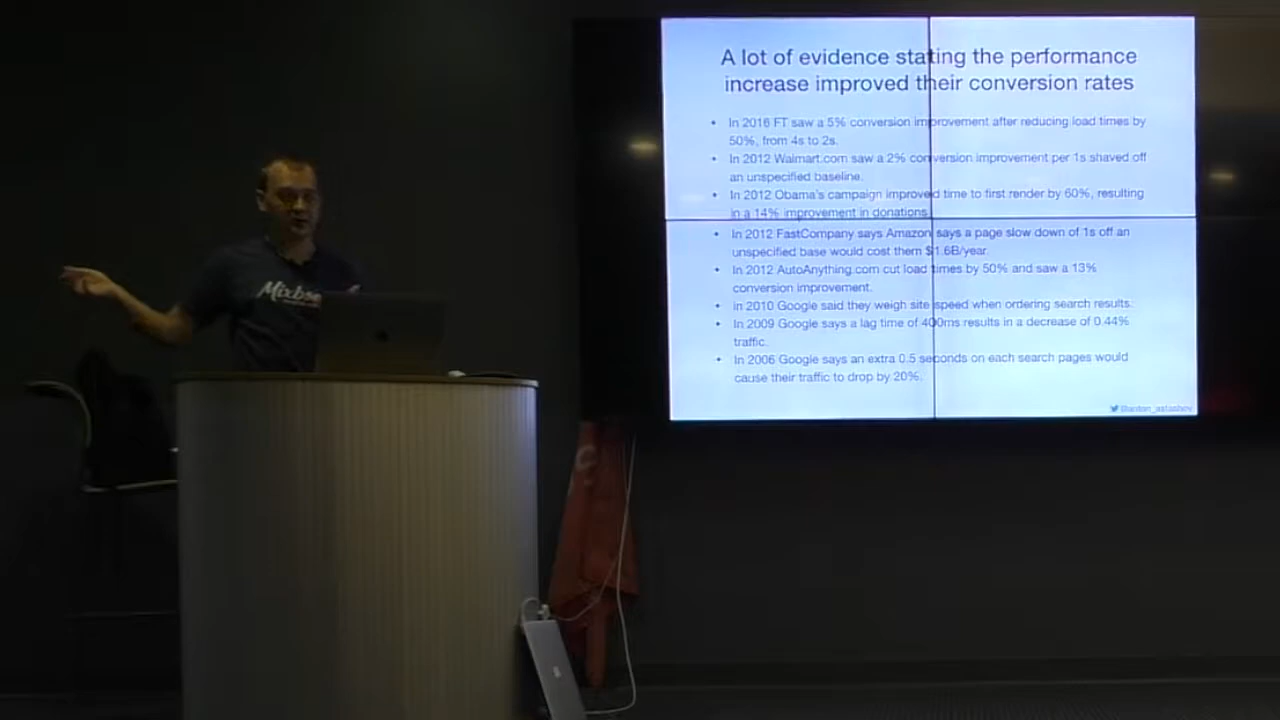 A lot of evidence stating the performance
increase improved their conversion rates
• In 2016 FT saw a 5% conversion improvement after reducing load times by
50%, from 4s to 2s.
• In 2012 Walmart.com saw a 2% conversion improvement per 1s shaved off
an unspecified baseline.
• In 2012 Obama's campaign improved time to first render by 60%, resulting
in a 14% improvement in donations.
• In 2012 FastCompany says Amazon says a page slow down of 1s off an
unspecified base would cost them $1.6B/year.
• In 2012 AutoAnything.com cut load times by 50% and saw a 13%
conversion improvement.
• in 2010 Google said they weigh site speed when ordering search results.
• In 2009 Google says a lag time of 400ms results in a decrease of 0.44%
traffic.
• In 2006 Google says an extra 0.5 seconds on each search pages would
cause their traffic to drop by 20%.